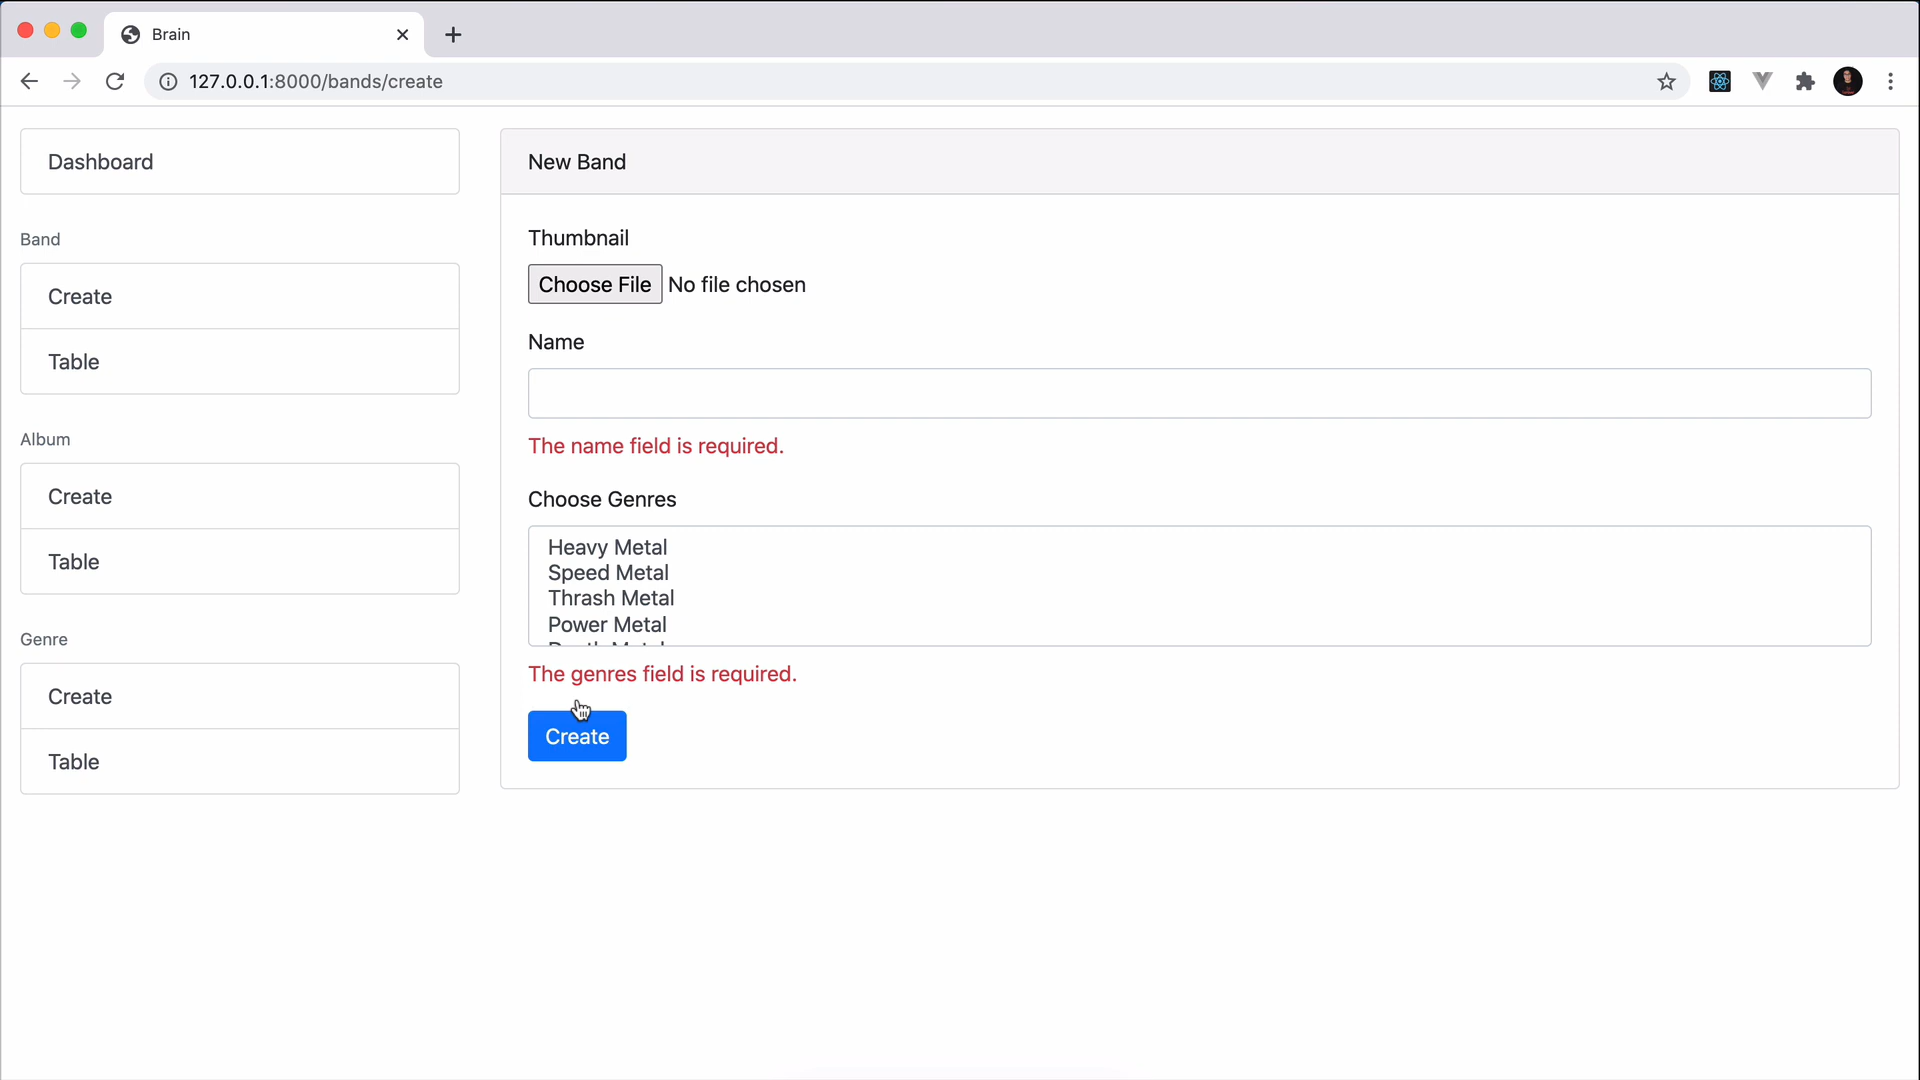 Brain
127.0.0.1:8000/bands/create
Dashboard
Band
Create
Table
Album
Create
Table
Genre
Create
Table
New Band
Thumbnail
Choose File No file chosen
Name
The name field is required.
Choose Genres
Heavy Metal
Speed Metal
Thrash Metal
Power Metal
The genres field is required.
Create